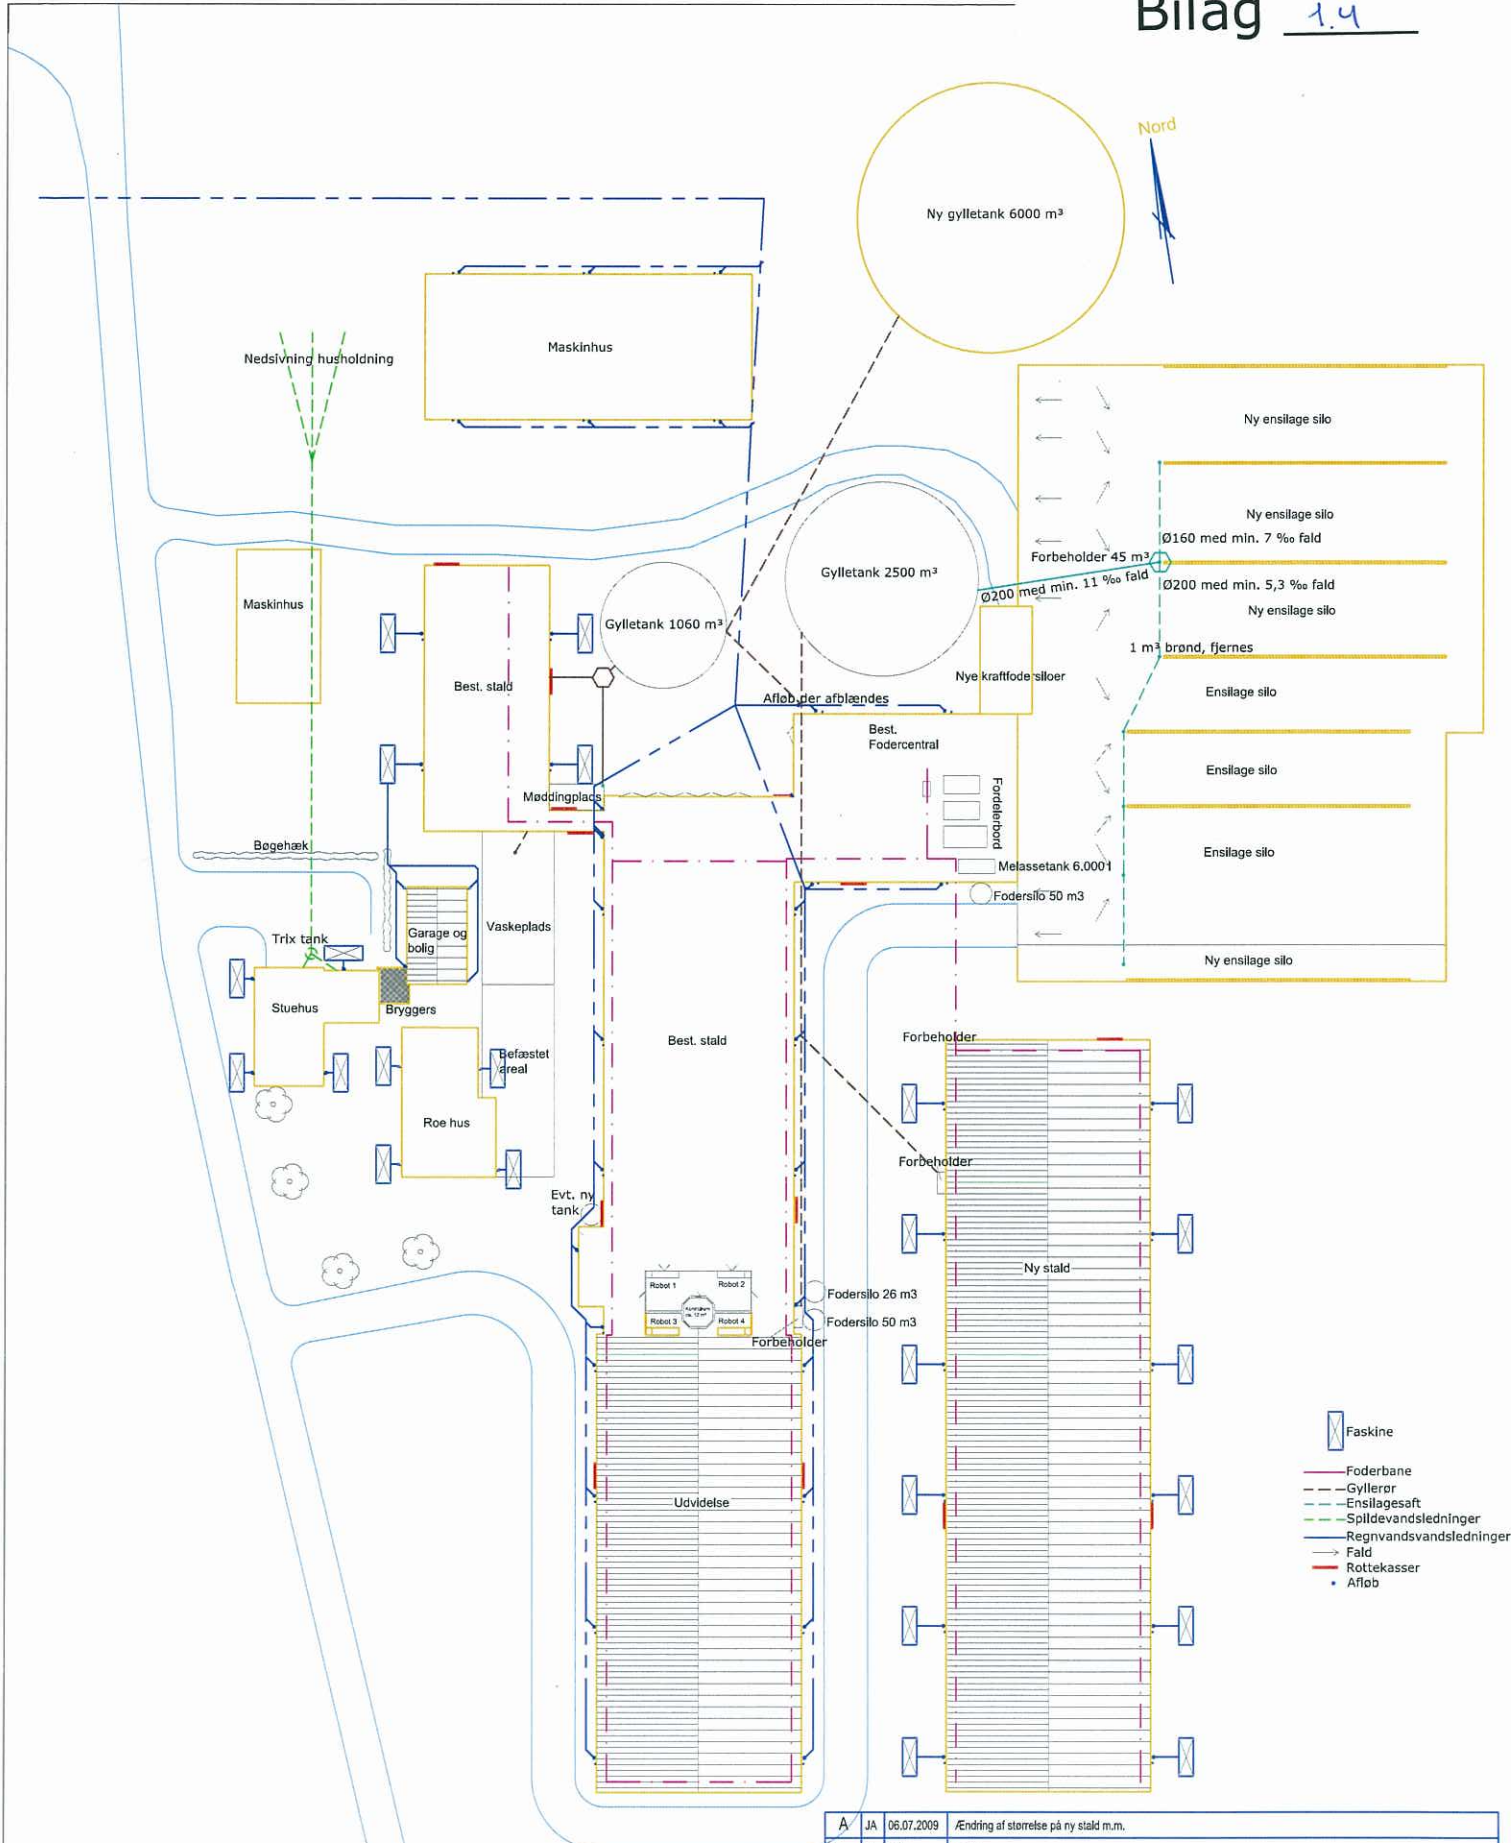 Bilag 1.4
Nord
Ny gylletank 6000 m³
Maskinhus
Nedsivning husholdning
Ny ensilage silo
Ny ensilage silo
Ø160 med min. 7 ‰ fald
Forbeholder 45 m³
Gylletank 2500 m³
Ø200 med min. 11 ‰ fald
Ø200 med min. 5,3 ‰ fald
Maskinhus
Ny ensilage silo
Gylletank 1060 m³
1 m³ brønd, fjernes
Best. stald
Nye kraftfodersiloer
Ensilage silo
Afløb der afblændes
Best.
Fodercentral
Ensilage silo
Møddingplads
Fordelerbord
Bøgehæk
Ensilage silo
Melassetank 6.000l
Fodersilo 50 m3
Vaskeplads
Garage og
bolig
Trix tank
Ny ensilage silo
Stuehus
Bryggers
Best. stald
Forbeholder
Befæstet
areal
Roe hus
Forbeholder
Evt. ny
tank
Ny stald
Robot 1
Robot 2
Fodersilo 26 m3
Robot 3
Robot 4
Fodersilo 50 m3
Forbeholder
Faskine
Foderbane
Gyllerør
Ensilagesaft
Spildevandsledninger
Udvidelse
Regnvandsvandsledninger
Fald
Rottekasser
Afløb
A JA 06.07.2009 Ændring af størrelse på ny stald m.m.